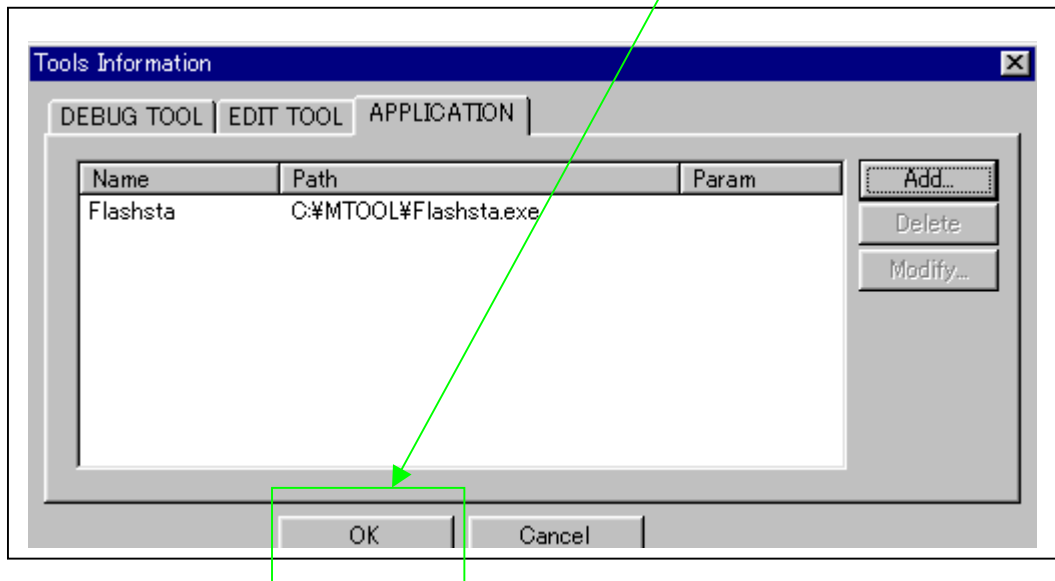 Tools Information
DEBUG TOOL EDIT TOOL APPLICATION
Name Path Param Add...
Flashsta C:¥MTOOL¥Flashsta.exe Delete
Modify...
OK Cancel